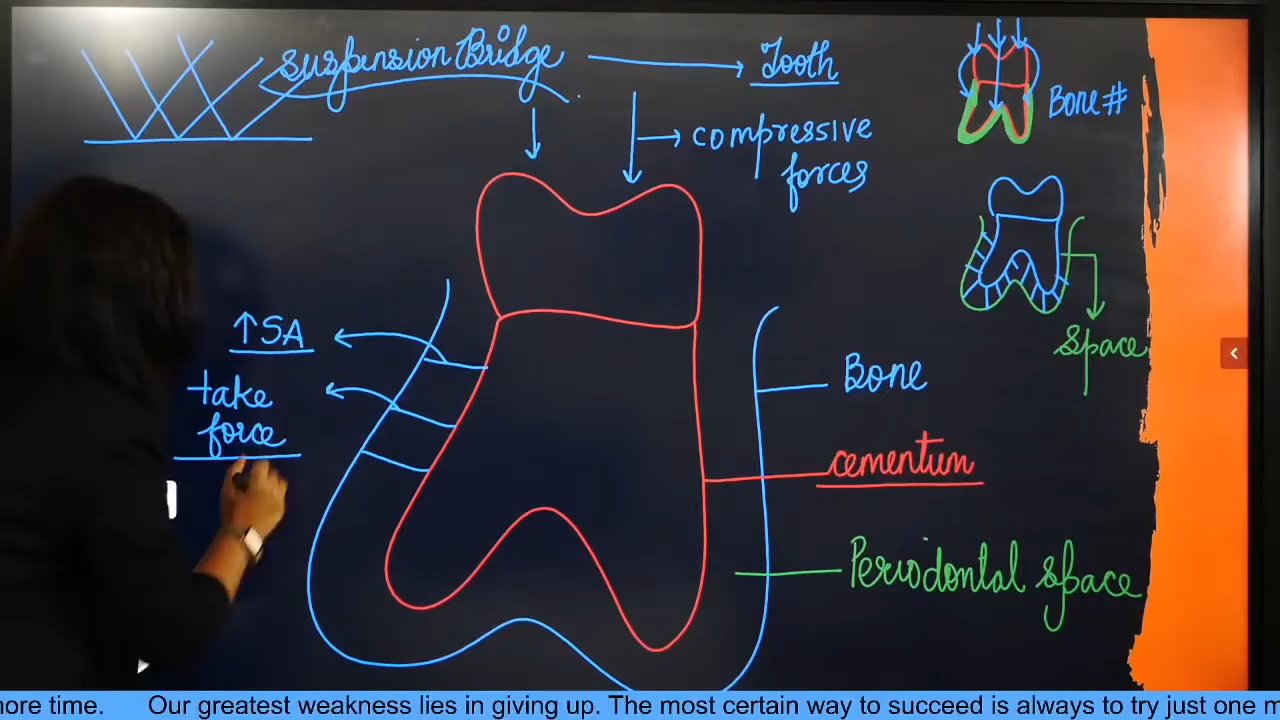 suspension Bridge
Tooth
compressive
forces
Bone #
Space
↑SA
take
force
Bone
cementum
Periodontal space
nore time. Our greatest weakness lies in giving up. The most certain way to succeed is always to try just one m